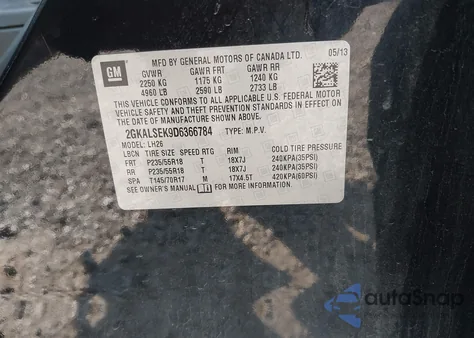 GM
MFD BY GENERAL MOTORS OF CANADA LTD. 05/13
GVWR GAWR FRT GAWR RR
2250 KG 1175 KG 1240 KG
4960 LB 2590 LB 2733 LB
THIS VEHICLE CONFORMS TO ALL APPLICABLE U.S. FEDERAL MOTOR
VEHICLE SAFETY AND THEFT PREVENTION STANDARDS IN EFFECT
ON THE DATE OF MANUFACTURE SHOWN ABOVE.
2GKALSEK9D6366784 TYPE: M.P.V.
MODEL: LH26
LBCN TIRE SIZE SPEED RTG RIM COLD TIRE PRESSURE
FRT P235/55R18 T 18X7J 240KPA(35PSI)
RR P235/55R18 T 18X7J 240KPA(35PSI)
SPA T145/70R17 M 17X4.5T 420KPA(60PSI)
SEE OWNER'S MANUAL FOR MORE INFORMATION.
autoSnap